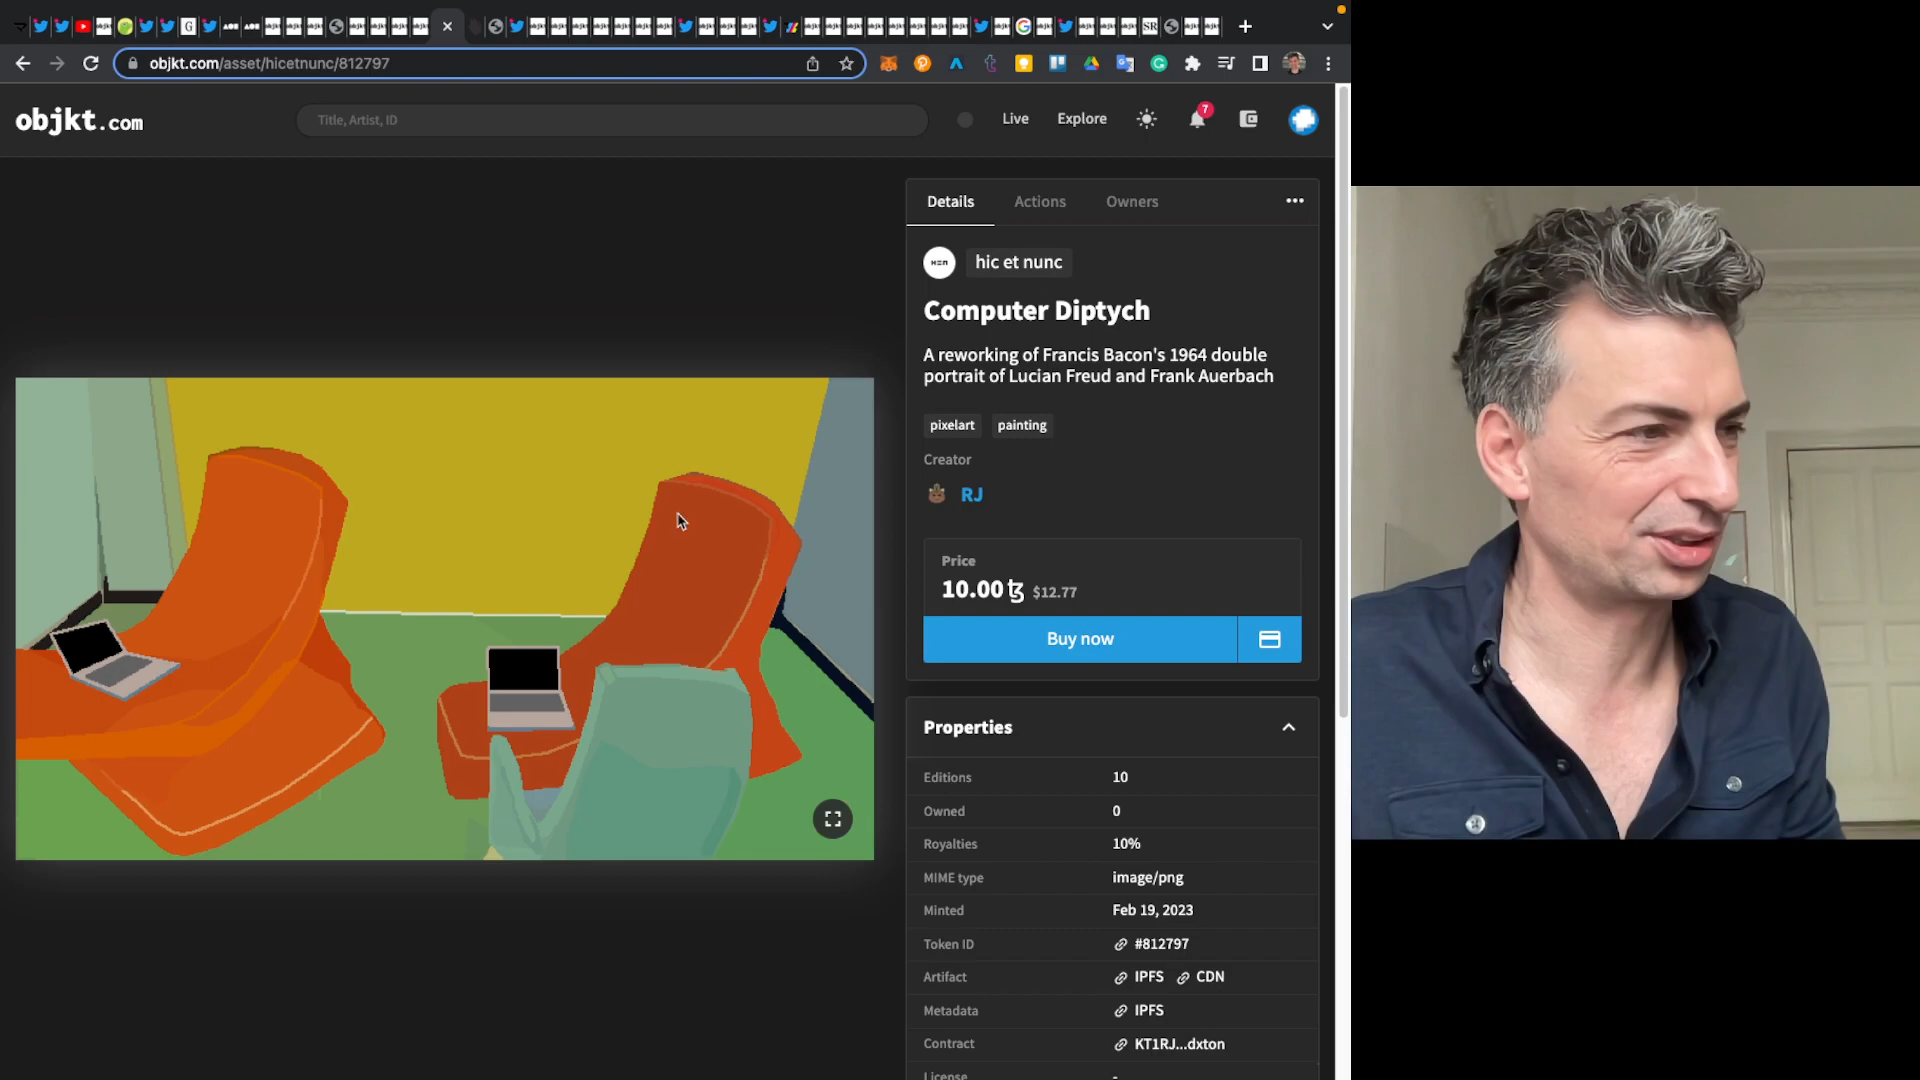 objkt.com/asset/hicetnunc/812797
objkt.com
Title, Artist, ID
Live
Explore
7
Details
Actions
Owners
HEN
hic et nunc
Computer Diptych
A reworking of Francis Bacon's 1964 double
portrait of Lucian Freud and Frank Auerbach
pixelart
painting
Creator
RJ
Price
10.00 ꜩ $12.77
Buy now
Properties
Editions 10
Owned 0
Royalties 10%
MIME type image/png
Minted Feb 19, 2023
Token ID #812797
Artifact IPFS CDN
Metadata IPFS
Contract KT1RJ...dxton
License -